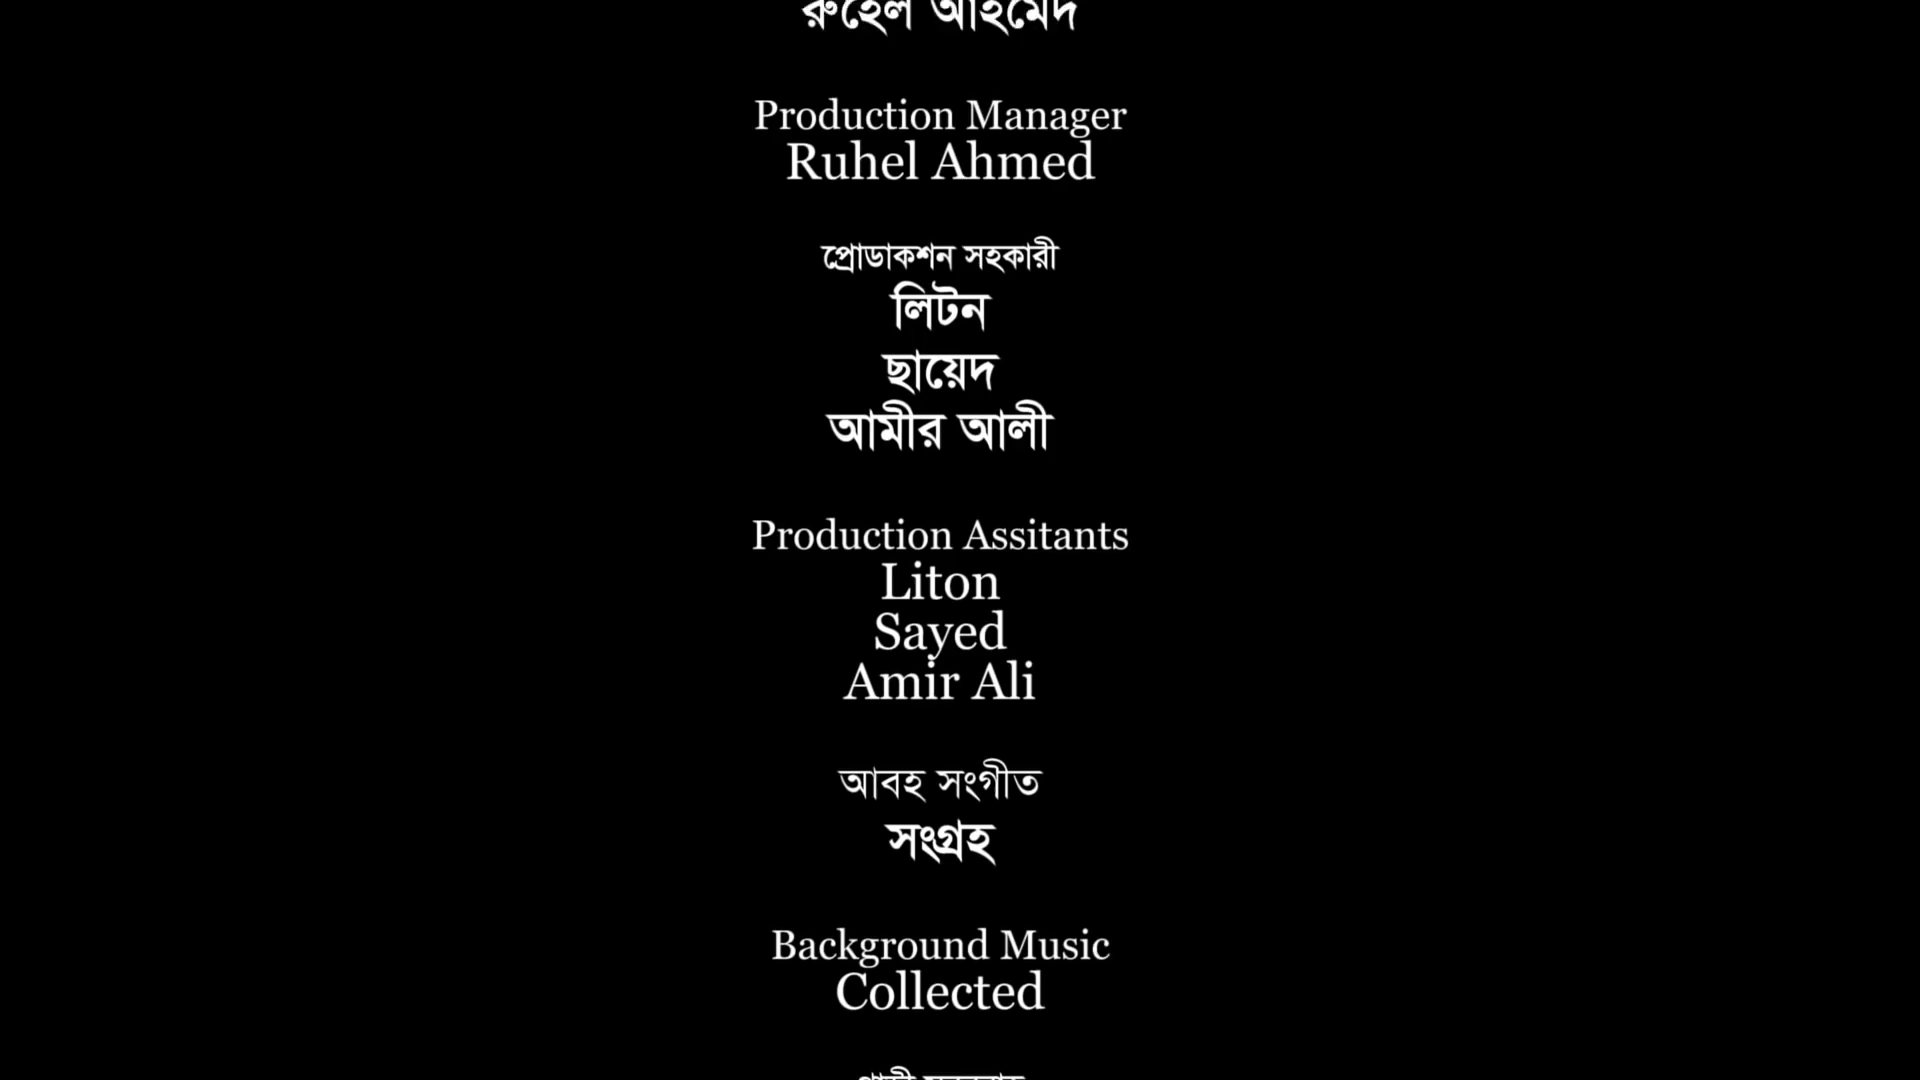 রুহেল আহমেদ
Production Manager
Ruhel Ahmed
প্রোডাকশন সহকারী
লিটন
ছায়েদ
আমীর আলী
Production Assitants
Liton
Sayed
Amir Ali
আবহ সংগীত
সংগ্রহ
Background Music
Collected